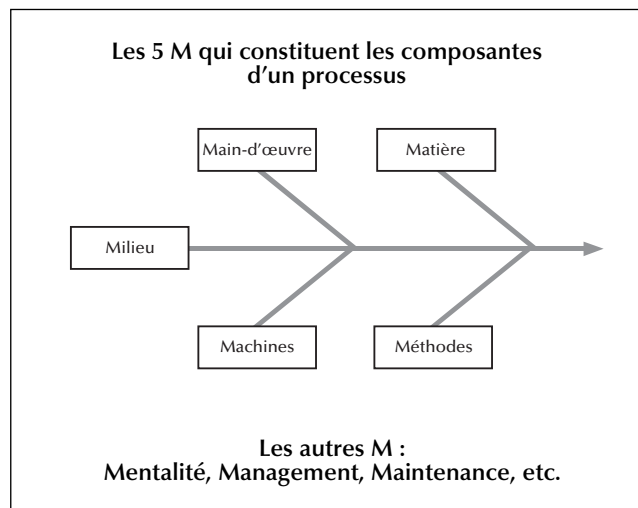 Les 5 M qui constituent les composantes
d’un processus
Main-d’œuvre
Matière
Milieu
Machines
Méthodes
Les autres M :
Mentalité, Management, Maintenance, etc.